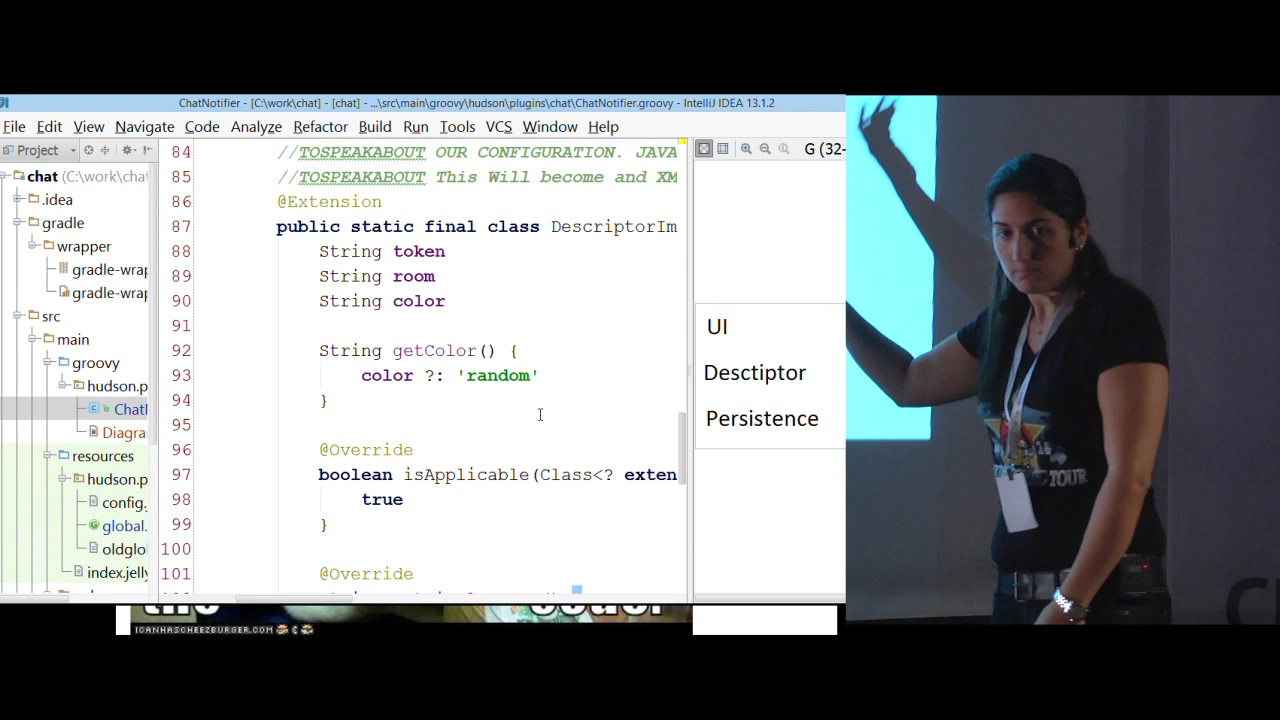 ChatNotifier - [C:\work\chat] - [chat] - ...\src\main\groovy\hudson\plugins\chat\ChatNotifier.groovy - IntelliJ IDEA 13.1.2
File Edit View Navigate Code Analyze Refactor Build Run Tools VCS Window Help
Project
chat (C:\work\chat
.idea
gradle
wrapper
gradle-wrap
gradle-wrap
src
main
groovy
hudson.p
Chat
Diagra
resources
hudson.p
config.
global.
oldglo
index.jelly
84 //TOSPEAKABOUT OUR CONFIGURATION. JAVA
85 //TOSPEAKABOUT This Will become and XM
86 @Extension
87 public static final class DescriptorIm
88 String token
89 String room
90 String color
91
92 String getColor() {
93 color ?: 'random'
94 }
95
96 @Override
97 boolean isApplicable(Class<? exten
98 true
99 }
100
101 @Override
G (32-
UI
Desctiptor
Persistence
the
ICANHASCHEEZBURGER.COM
TOUR